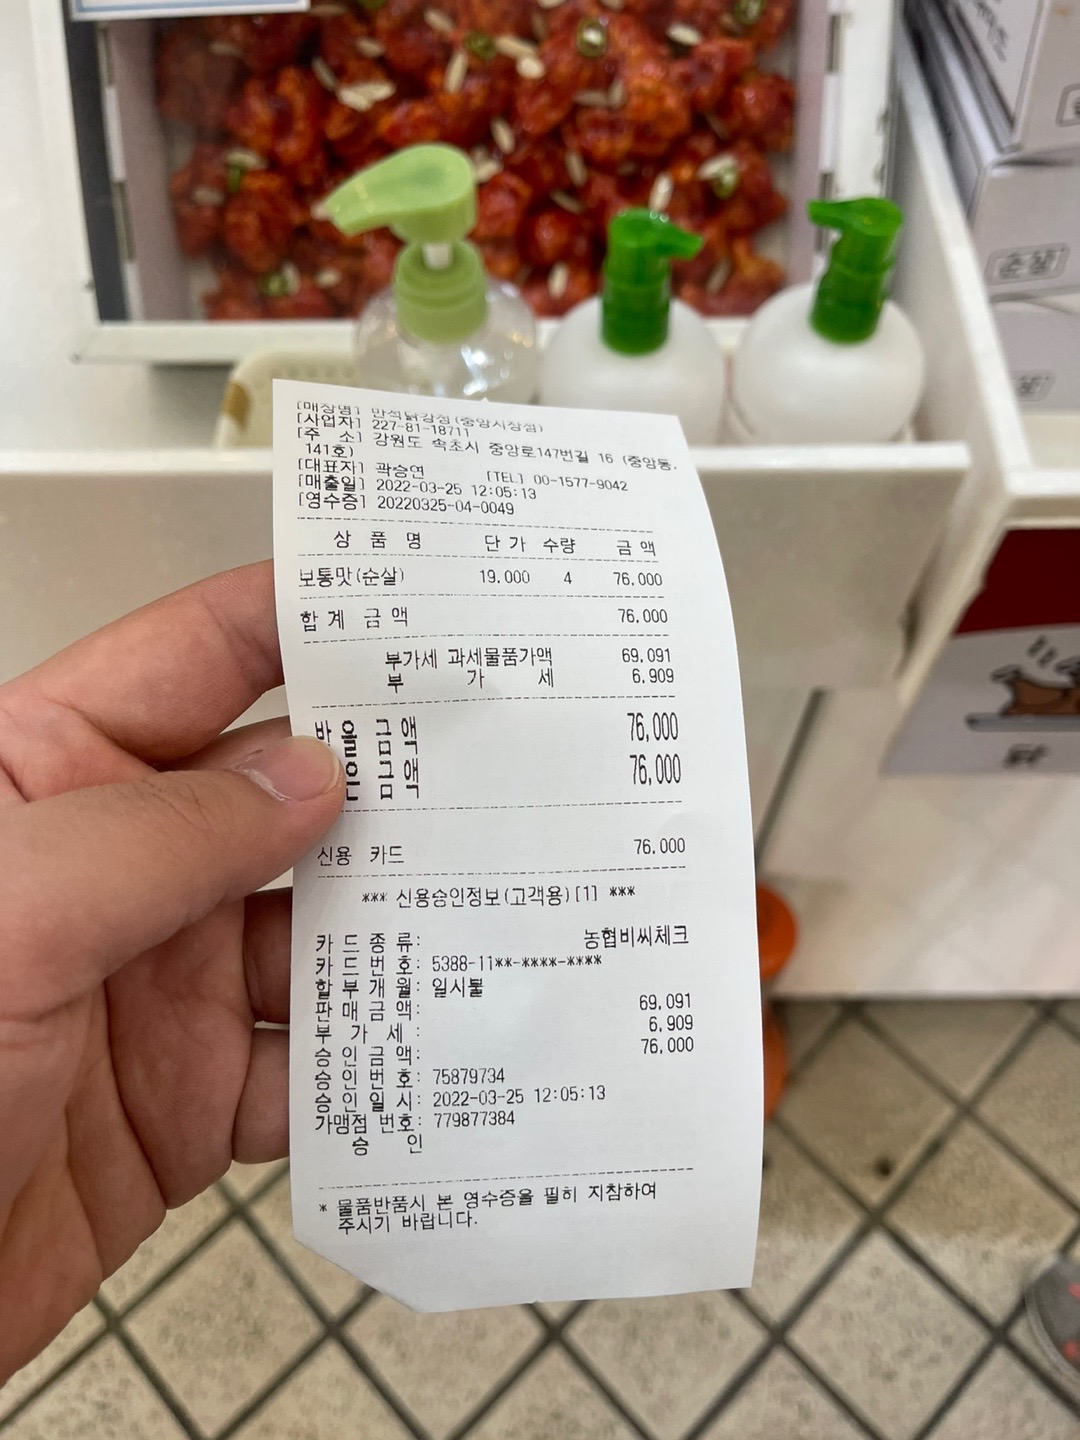 순살
[매장명] 만석닭강정(중앙시장점)
[사업자] 227-81-18711
[주 소] 강원도 속초시 중앙로147번길 16 (중앙동,
141호)
[대표자] 곽승연 [TEL] 00-1577-9042
[매출일] 2022-03-25 12:05:13
[영수증] 20220325-04-0049
상 품 명 단 가 수량 금 액
보통맛(순살) 19,000 4 76,000
합 계 금 액 76,000
부가세 과세물품가액 69,091
부 가 세 6,909
받 을 금 액 76,000
은 금 액 76,000
신용 카드 76,000
*** 신용승인정보(고객용)[1] ***
카 드 종 류: 농협비씨체크
카 드 번 호: 5388-11**-****-****
할 부 개 월: 일시불
판 매 금 액: 69,091
부 가 세 : 6,909
승 인 금 액: 76,000
승 인 번 호: 75879734
승 인 일 시: 2022-03-25 12:05:13
가맹점 번호: 779877384
승 인
* 물품반품시 본 영수증을 필히 지참하여
주시기 바랍니다.